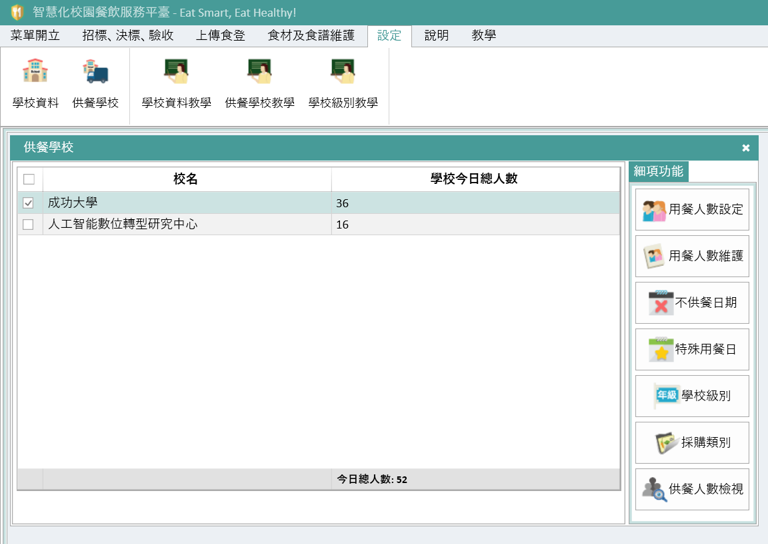 智慧化校園餐飲服務平臺 - Eat Smart, Eat Healthy!
菜單開立 招標、決標、驗收 上傳食登 食材及食譜維護 設定 說明 教學
學校資料 供餐學校 學校資料教學 供餐學校教學 學校級別教學
供餐學校
細項功能
校名 學校今日總人數
成功大學 36
人工智能數位轉型研究中心 16
今日總人數: 52
用餐人數設定
用餐人數維護
不供餐日期
特殊用餐日
年級 學校級別
採購類別
供餐人數檢視